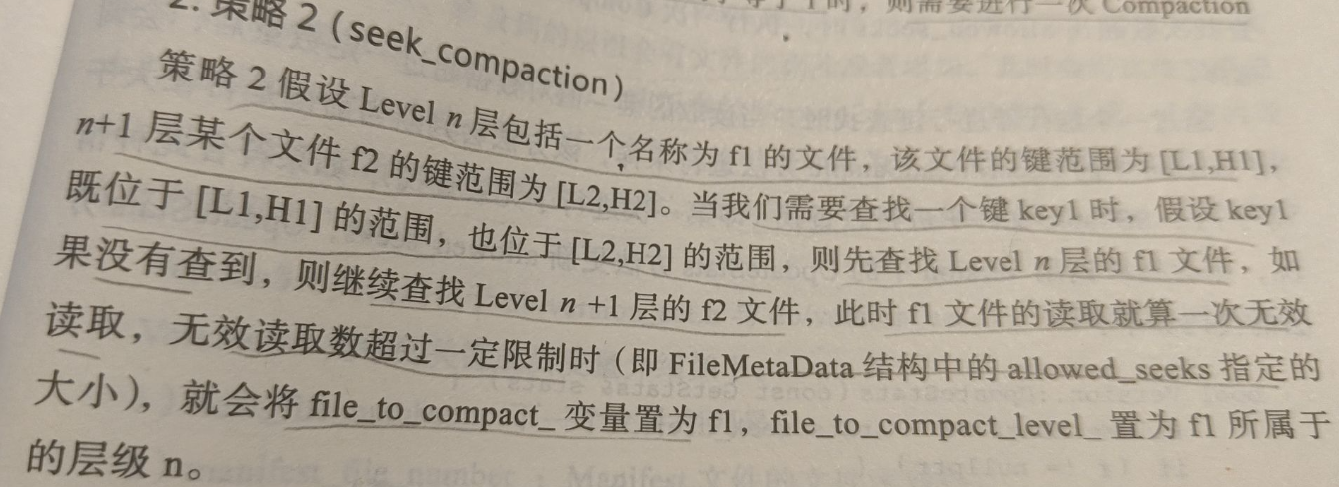 则需要进行一次 Compaction
2. 策略 2（seek_compaction）
策略 2 假设 Level n 层包括一个名称为 f1 的文件，该文件的键范围为 [L1,H1]，
n+1 层某个文件 f2 的键范围为 [L2,H2]。当我们需要查找一个键 key1 时，假设 key1
既位于 [L1,H1] 的范围，也位于 [L2,H2] 的范围，则先查找 Level n 层的 f1 文件，如
果没有查到，则继续查找 Level n +1 层的 f2 文件，此时 f1 文件的读取就算一次无效
读取，无效读取数超过一定限制时（即 FileMetaData 结构中的 allowed_seeks 指定的
大小），就会将 file_to_compact_ 变量置为 f1，file_to_compact_level_ 置为 f1 所属于
的层级 n。